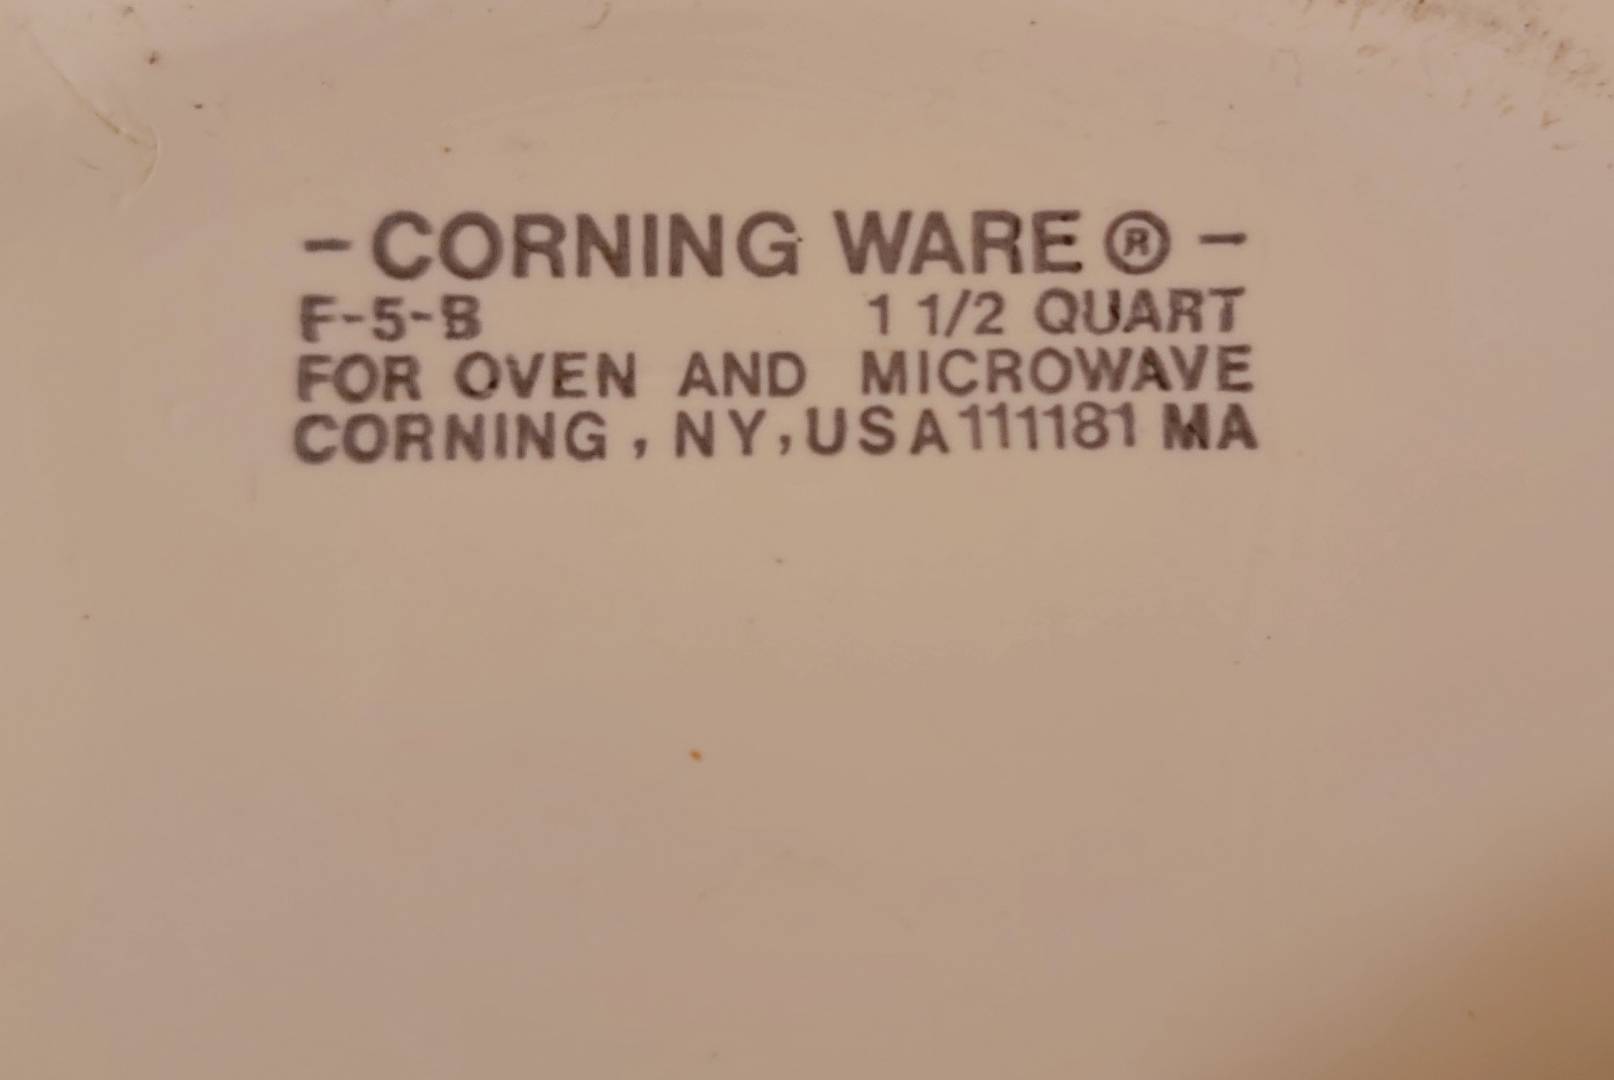 - CORNING WARE ® -
F-5-B 1 1/2 QUART
FOR OVEN AND MICROWAVE
CORNING , NY, USA 111181 MA